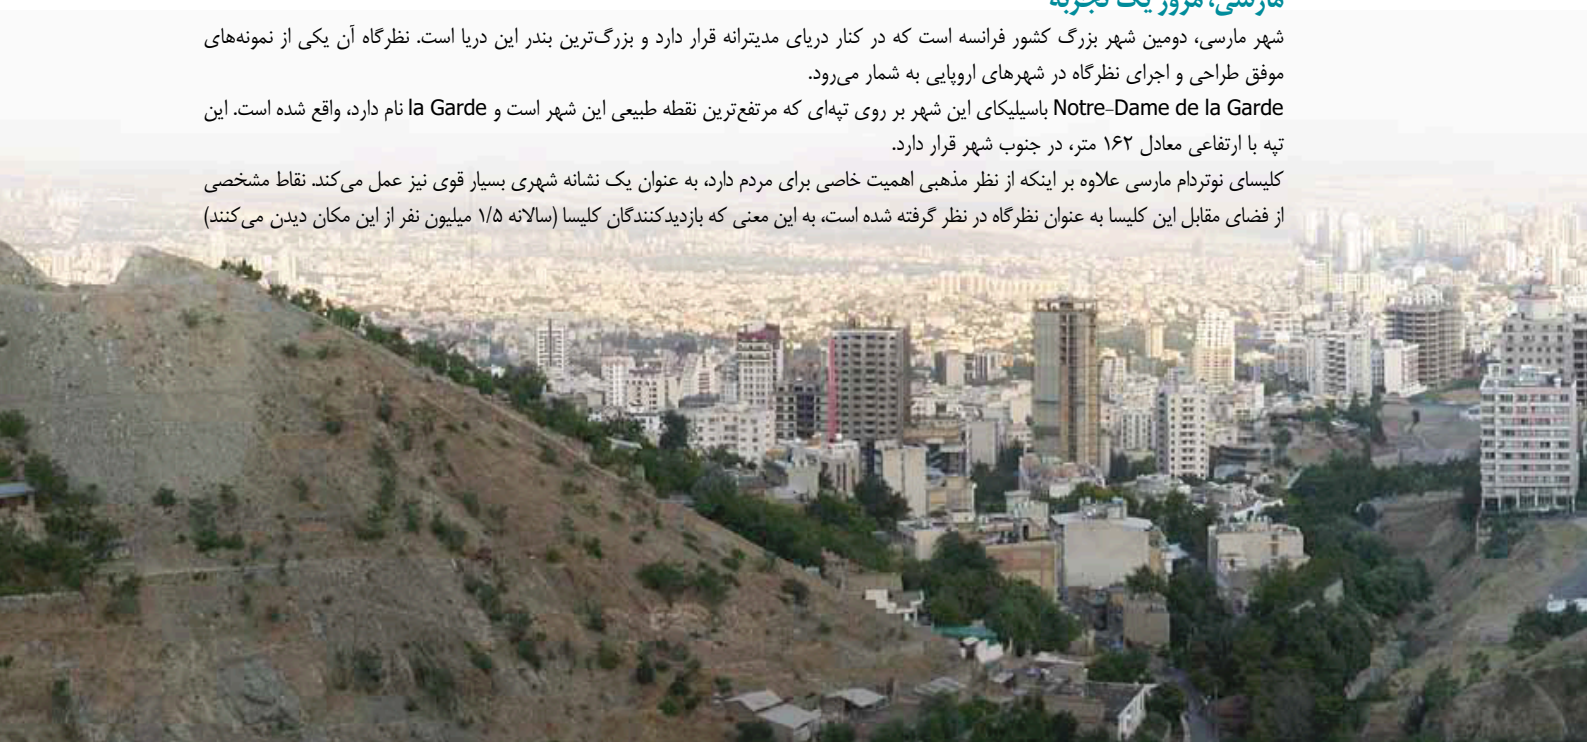 مارسی، مرور یک تجربه
شهر مارسی، دومین شهر بزرگ کشور فرانسه است که در کنار دریای مدیترانه قرار دارد و بزرگ‌ترین بندر این دریا است. نظرگاه آن یکی از نمونه‌های
موفق طراحی و اجرای نظرگاه در شهرهای اروپایی به شمار می‌رود.
Notre-Dame de la Garde باسیلیکای این شهر بر روی تپه‌ای که مرتفع‌ترین نقطه طبیعی این شهر است و la Garde نام دارد، واقع شده است. این
تپه با ارتفاعی معادل ۱۶۲ متر، در جنوب شهر قرار دارد.
کلیسای نوتردام مارسی علاوه بر اینکه از نظر مذهبی اهمیت خاصی برای مردم دارد، به عنوان یک نشانه شهری بسیار قوی نیز عمل می‌کند. نقاط مشخصی
از فضای مقابل این کلیسا به عنوان نظرگاه در نظر گرفته شده است، به این معنی که بازدیدکنندگان کلیسا (سالانه ۱/۵ میلیون نفر از این مکان دیدن می‌کنند)